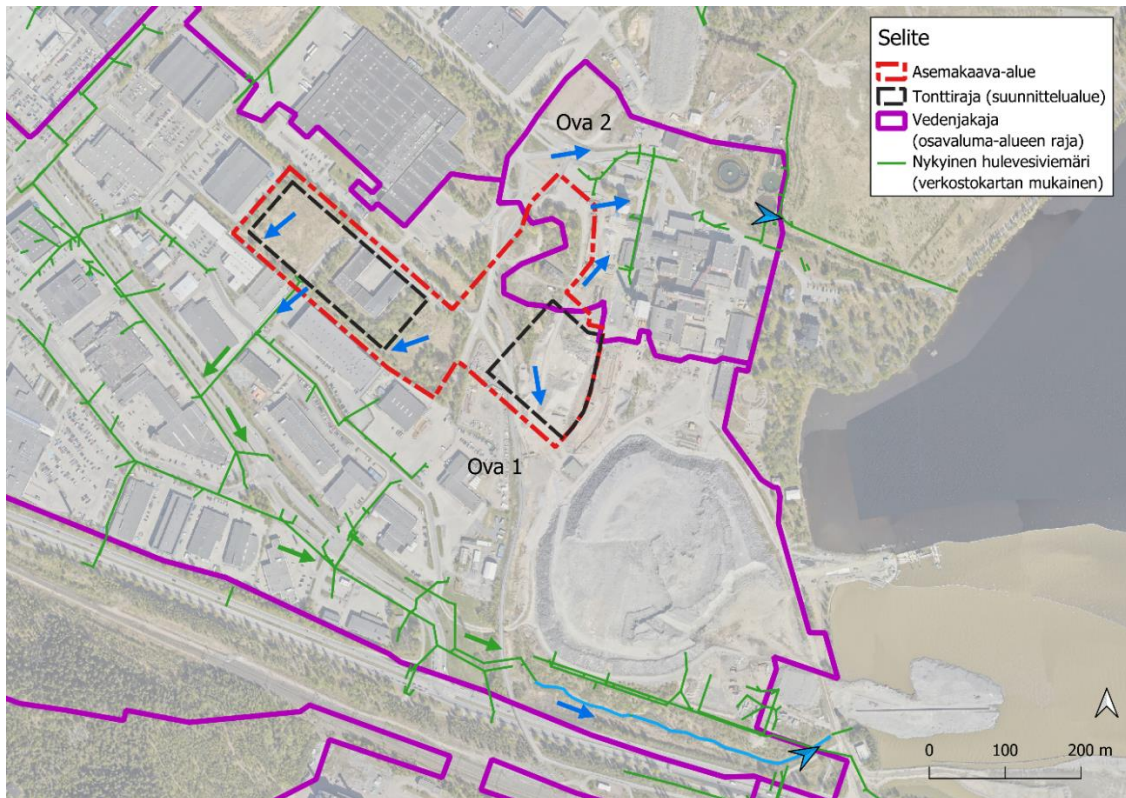 Selite
Asemakaava-alue
Tonttiraja (suunnittelualue)
Vedenjakaja
(osavaluma-alueen raja)
Nykyinen hulevesiviemäri
(verkostokartan mukainen)
Ova 2
Ova 1
0 100 200 m